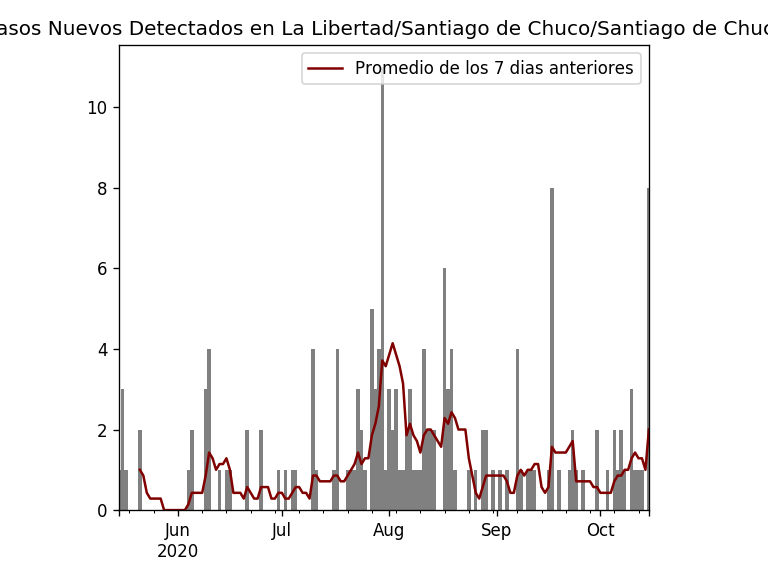 asos Nuevos Detectados en La Libertad/Santiago de Chuco/Santiago de Chuc
Promedio de los 7 dias anteriores
10
8
6
4
2
0
Jun
2020
Jul
Aug
Sep
Oct